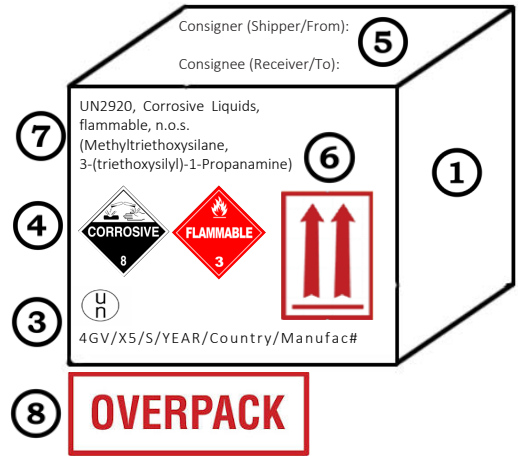 Consigner (Shipper/From):
5
Consignee (Receiver/To):
UN2920, Corrosive Liquids,
flammable, n.o.s.
(Methyltriethoxysilane,
3-(triethoxysilyl)-1-Propanamine)
7
6
1
4
CORROSIVE
8
FLAMMABLE
3
un
3
4GV/X5/S/YEAR/Country/Manufac#
8
OVERPACK